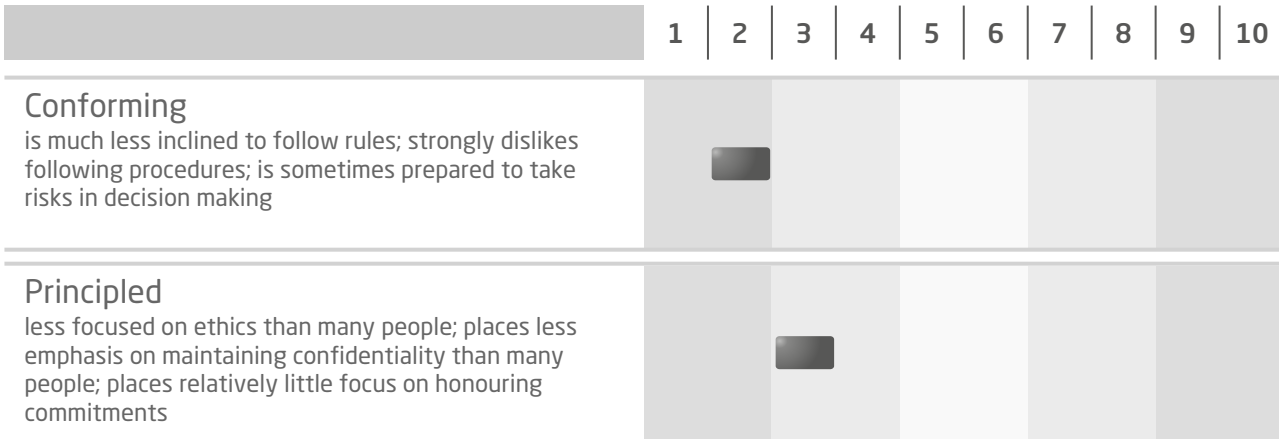 1 2 3 4 5 6 7 8 9 10
Conforming
is much less inclined to follow rules; strongly dislikes
following procedures; is sometimes prepared to take
risks in decision making
Principled
less focused on ethics than many people; places less
emphasis on maintaining confidentiality than many
people; places relatively little focus on honouring
commitments